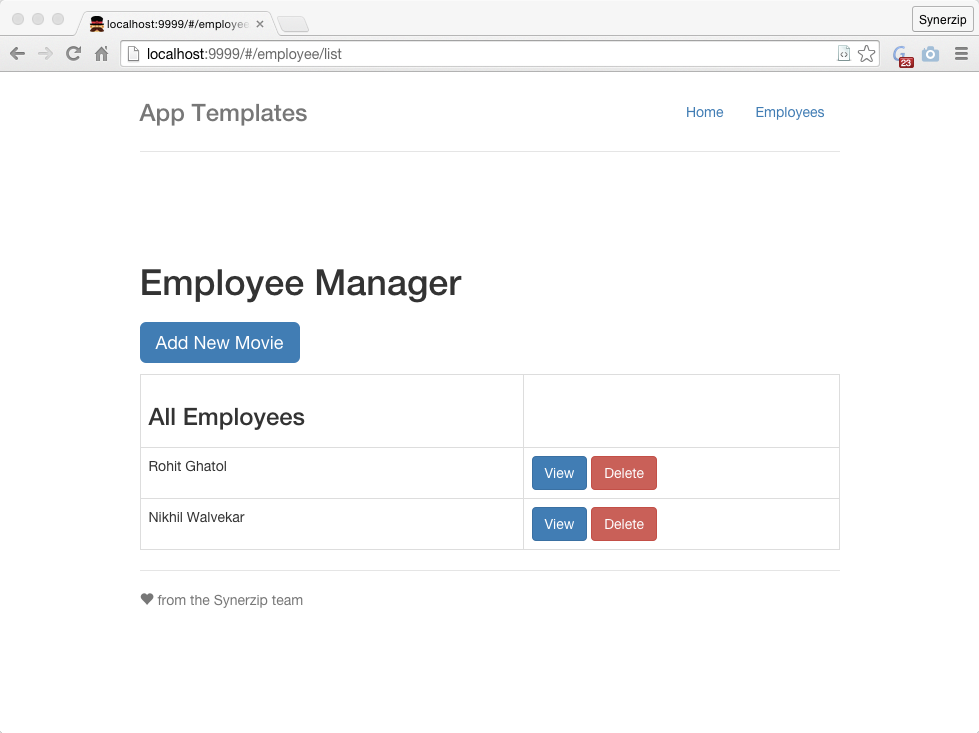 localhost:9999/#/employee
Synerzip
localhost:9999/#/employee/list
23
App Templates
Home Employees
Employee Manager
Add New Movie
All Employees
Rohit Ghatol View Delete
Nikhil Walvekar View Delete
from the Synerzip team